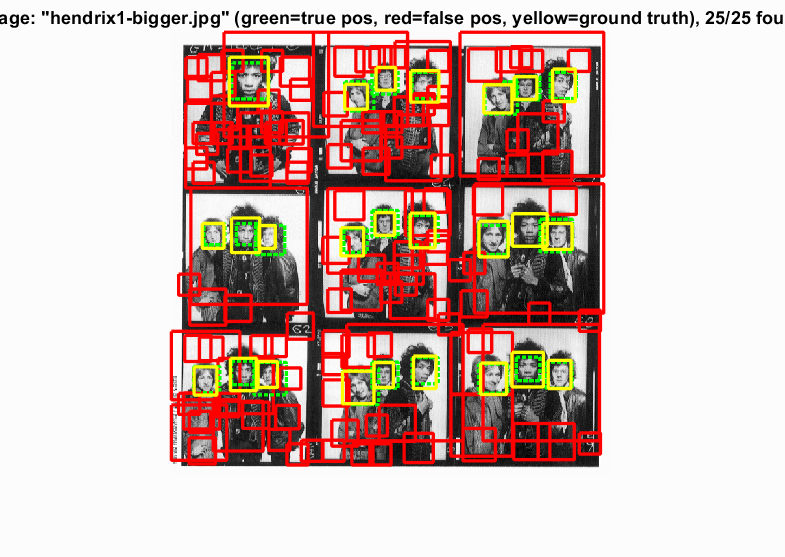 age: "hendrix1-bigger.jpg" (green=true pos, red=false pos, yellow=ground truth), 25/25 fou